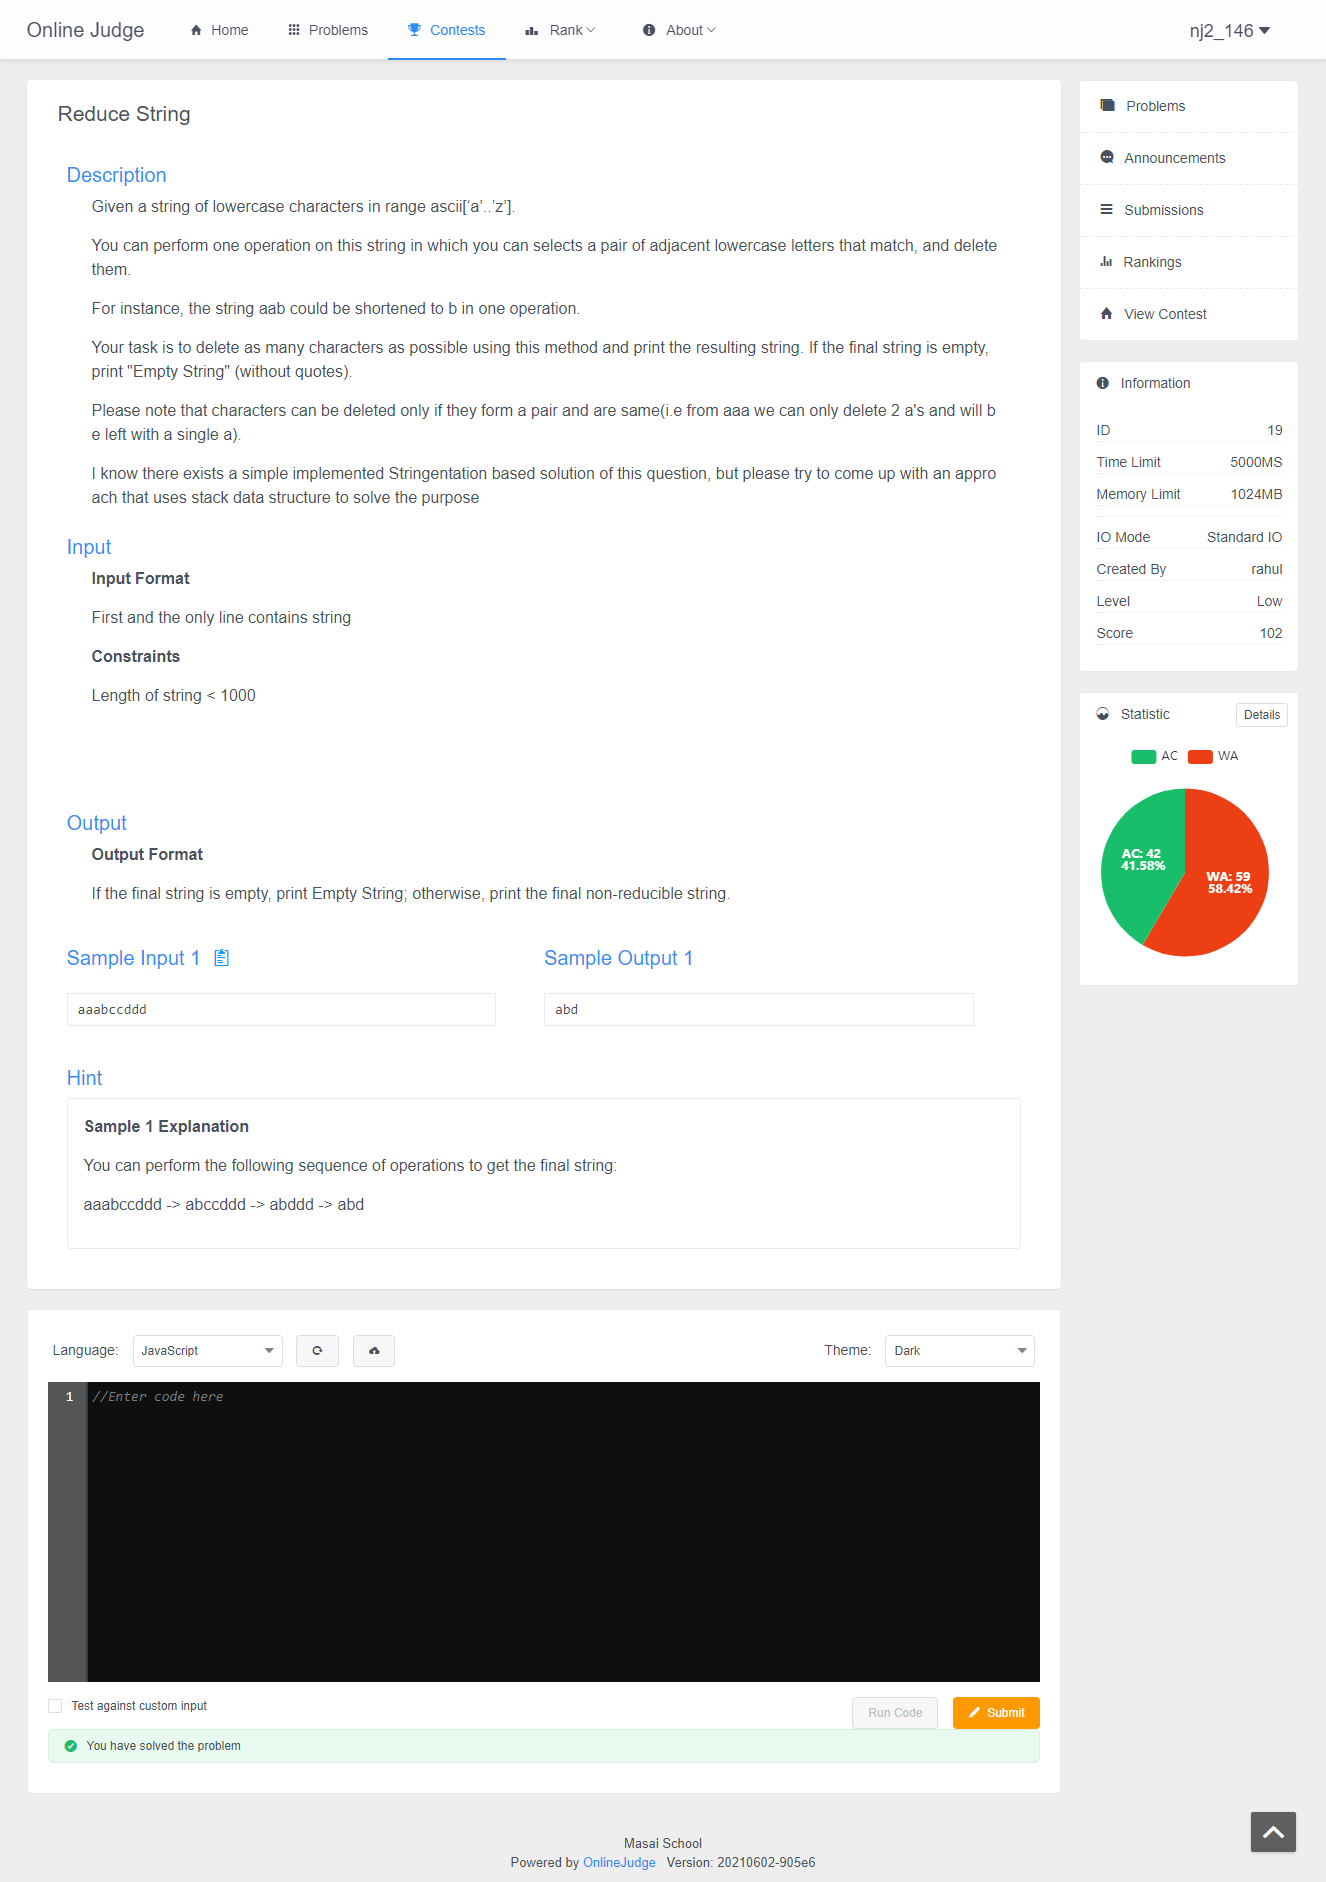 Online Judge
Home
Problems
Contests
Rank
About
nj2_146
Reduce String
Description
Given a string of lowercase characters in range ascii[‘a’..’z’].
You can perform one operation on this string in which you can selects a pair of adjacent lowercase letters that match, and delete
them.
For instance, the string aab could be shortened to b in one operation.
Your task is to delete as many characters as possible using this method and print the resulting string. If the final string is empty,
print "Empty String" (without quotes).
Please note that characters can be deleted only if they form a pair and are same(i.e from aaa we can only delete 2 a's and will b
e left with a single a).
I know there exists a simple implemented Stringentation based solution of this question, but please try to come up with an appro
ach that uses stack data structure to solve the purpose
Input
Input Format
First and the only line contains string
Constraints
Length of string < 1000
Output
Output Format
If the final string is empty, print Empty String; otherwise, print the final non-reducible string.
Sample Input 1
Sample Output 1
aaabccddd
abd
Hint
Sample 1 Explanation
You can perform the following sequence of operations to get the final string:
aaabccddd -> abccddd -> abddd -> abd
Problems
Announcements
Submissions
Rankings
View Contest
Information
ID 19
Time Limit 5000MS
Memory Limit 1024MB
IO Mode Standard IO
Created By rahul
Level Low
Score 102
Statistic
Details
AC WA
AC: 42
41.58%
WA: 59
58.42%
Language: JavaScript
Theme: Dark
1 //Enter code here
Test against custom input
Run Code
Submit
You have solved the problem
Masai School
Powered by OnlineJudge Version: 20210602-905e6